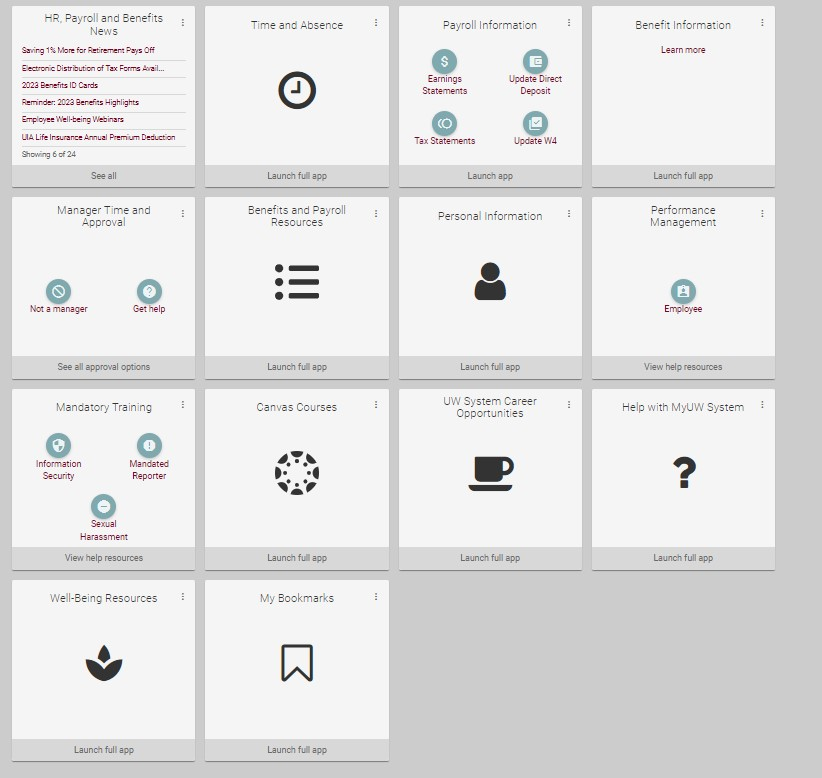 HR, Payroll and Benefits
News
Saving 1% More for Retirement Pays Off
Electronic Distribution of Tax Forms Avail...
2023 Benefits ID Cards
Reminder: 2023 Benefits Highlights
Employee Well-being Webinars
UIA Life Insurance Annual Premium Deduction
Showing 6 of 24
See all
Time and Absence
Launch full app
Payroll Information
Earnings
Statements
Update Direct
Deposit
Tax Statements
Update W4
Launch app
Benefit Information
Learn more
Launch full app
Manager Time and
Approval
Not a manager
Get help
See all approval options
Benefits and Payroll
Resources
Launch full app
Personal Information
Launch full app
Performance
Management
Employee
View help resources
Mandatory Training
Information
Security
Mandated
Reporter
Sexual
Harassment
View help resources
Canvas Courses
Launch full app
UW System Career
Opportunities
Launch full app
Help with MyUW System
?
Launch full app
Well-Being Resources
Launch full app
My Bookmarks
Launch full app